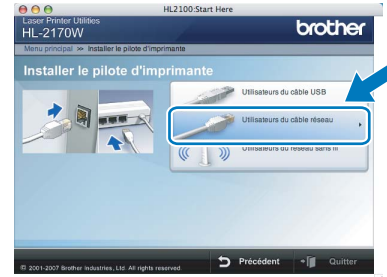 HL2100:Start Here
Laser Printer Utilities
HL-2170W
brother
Menu principal >> Installer le pilote d'imprimante
Installer le pilote d'imprimante
Utilisateurs du câble USB
Utilisateurs du câble réseau
Utilisateurs du réseau sans fil
© 2001-2007 Brother Industries, Ltd. All rights reserved.
Précédent
Quitter